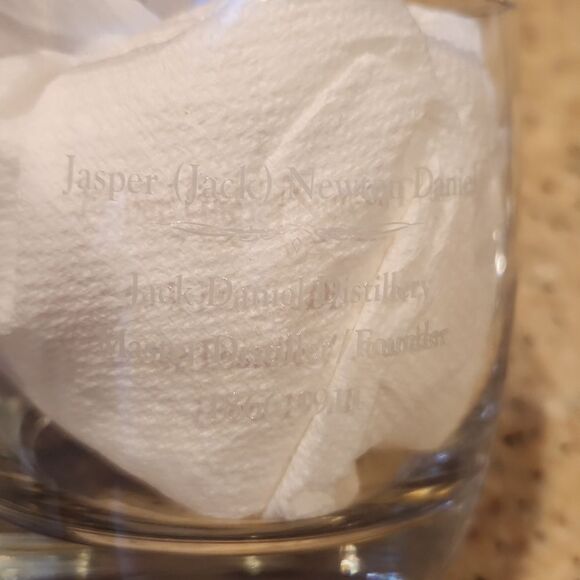 Jasper (Jack) Newton Daniel
Jack Daniel Distillery
Master Distiller / Founder